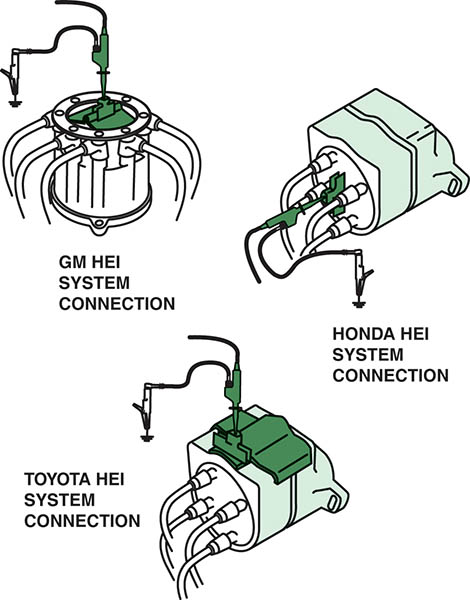 GM HEI
SYSTEM
CONNECTION
HONDA HEI
SYSTEM
CONNECTION
TOYOTA HEI
SYSTEM
CONNECTION